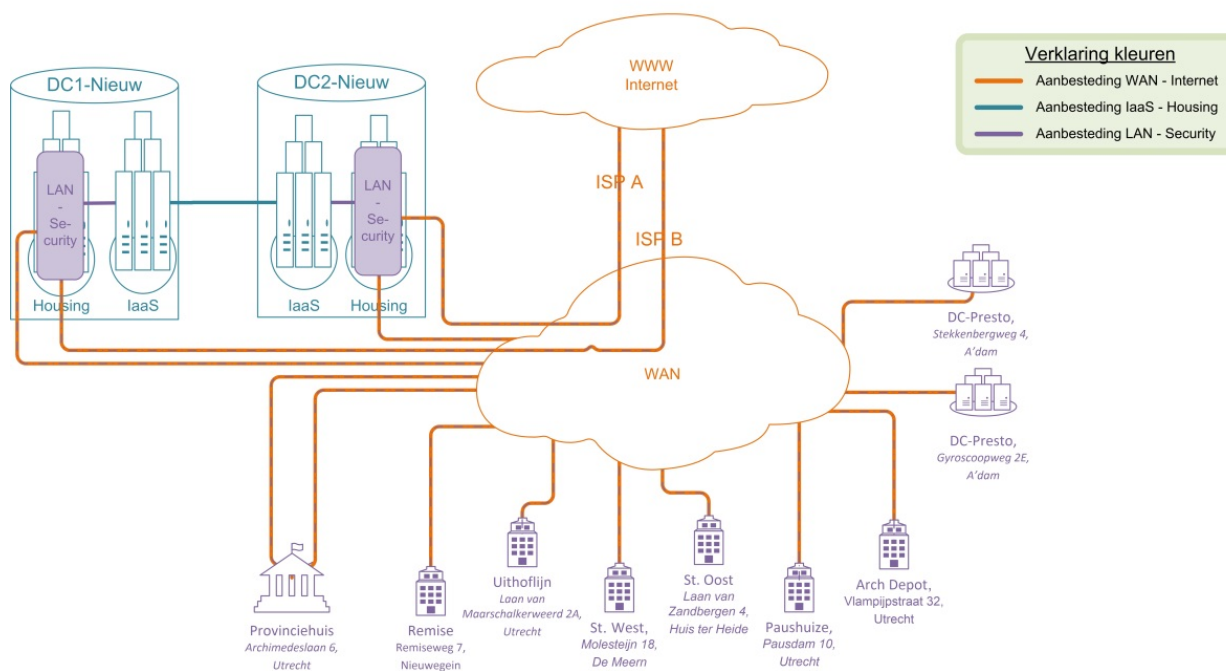 DC1-Nieuw
LAN
-
Se-
curity
Housing
IaaS
DC2-Nieuw
IaaS
LAN
-
Se-
curity
Housing
WWW
Internet
ISP A
ISP B
WAN
Verklaring kleuren
Aanbesteding WAN - Internet
Aanbesteding IaaS - Housing
Aanbesteding LAN - Security
DC-Presto,
Stekkenbergweg 4,
A'dam
DC-Presto,
Gyroscoopweg 2E,
A'dam
Provinciehuis
Archimedeslaan 6,
Utrecht
Remise
Remiseweg 7,
Nieuwegein
Uithoflijn
Laan van
Maarschalkerweerd 2A,
Utrecht
St. West,
Molesteijn 18,
De Meern
St. Oost
Laan van
Zandbergen 4,
Huis ter Heide
Paushuize,
Pausdam 10,
Utrecht
Arch Depot,
Vlampijpstraat 32,
Utrecht